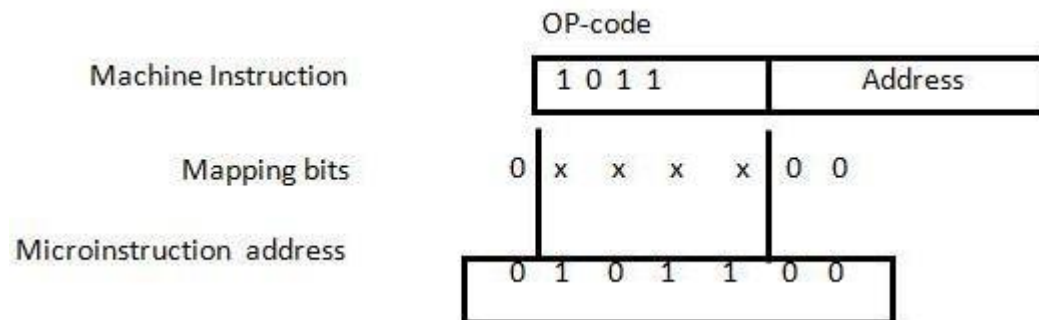 OP-code
Machine Instruction 1 0 1 1 Address
Mapping bits 0 x x x x 0 0
Microinstruction address 0 1 0 1 1 0 0